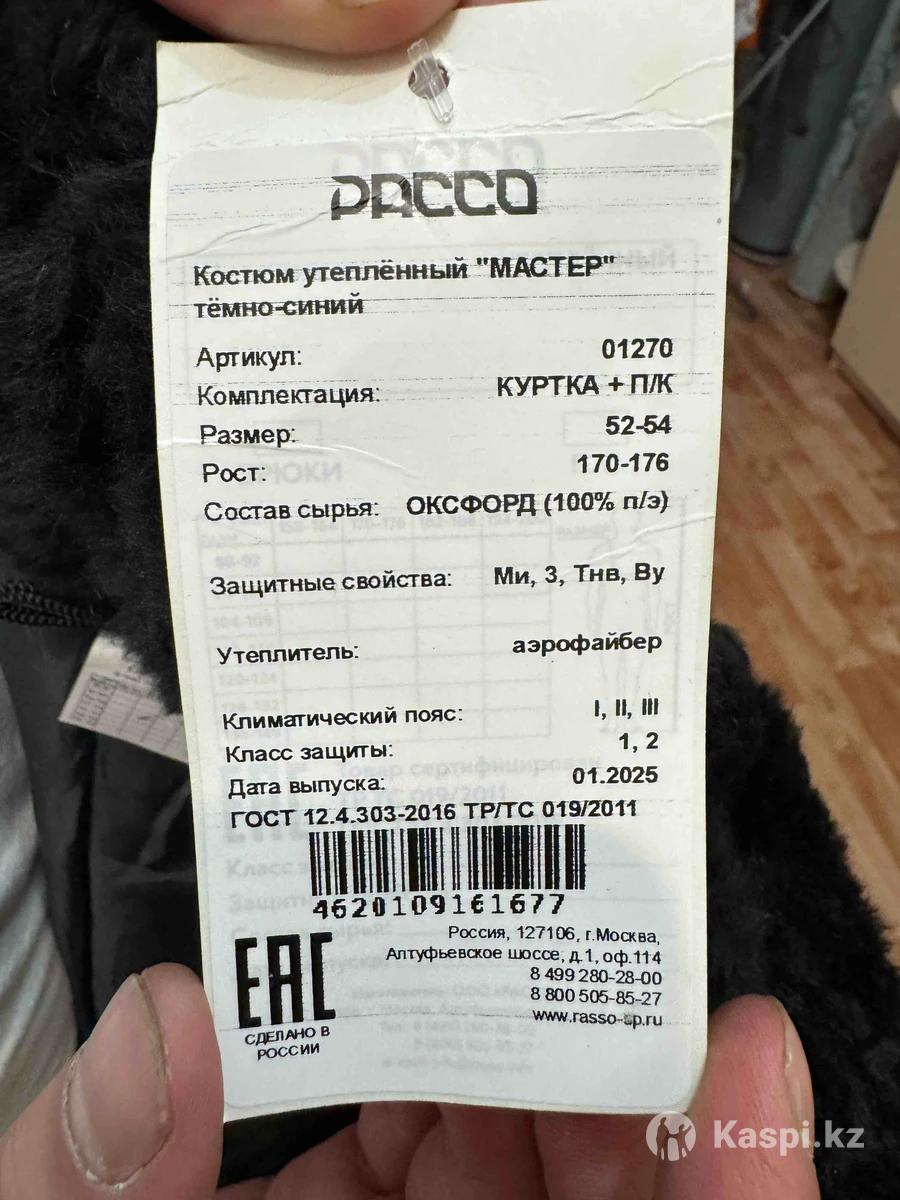 РАССО
Костюм утеплённый "МАСТЕР"
тёмно-синий
Артикул: 01270
Комплектация: КУРТКА + П/К
Размер: 52-54
Рост: 170-176
Состав сырья: ОКСФОРД (100% п/э)
Защитные свойства: Ми, З, Тнв, Ву
Утеплитель: аэрофайбер
Климатический пояс: I, II, III
Класс защиты: 1, 2
Дата выпуска: 01.2025
ГОСТ 12.4.303-2016 ТР/ТС 019/2011
4620109161677
Россия, 127106, г.Москва,
Алтуфьевское шоссе, д.1, оф.114
8 499 280-28-00
8 800 505-85-27
www.rasso-sp.ru
ЕАС
СДЕЛАНО В
РОССИИ
Kaspi.kz